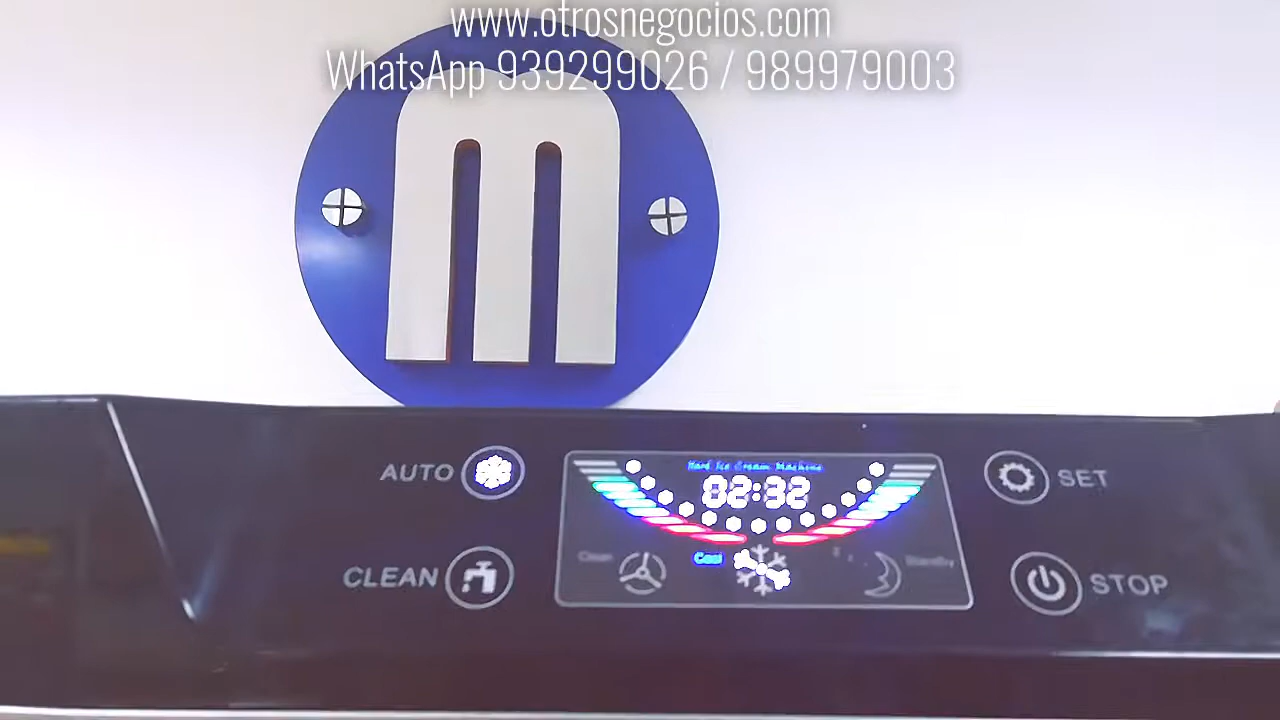 www.otrosnegocios.com
WhatsApp 939299026 / 989979003
m
AUTO
Hard Ice Cream Machine
02:32
SET
CLEAN
Clean
Cool
Standby
STOP